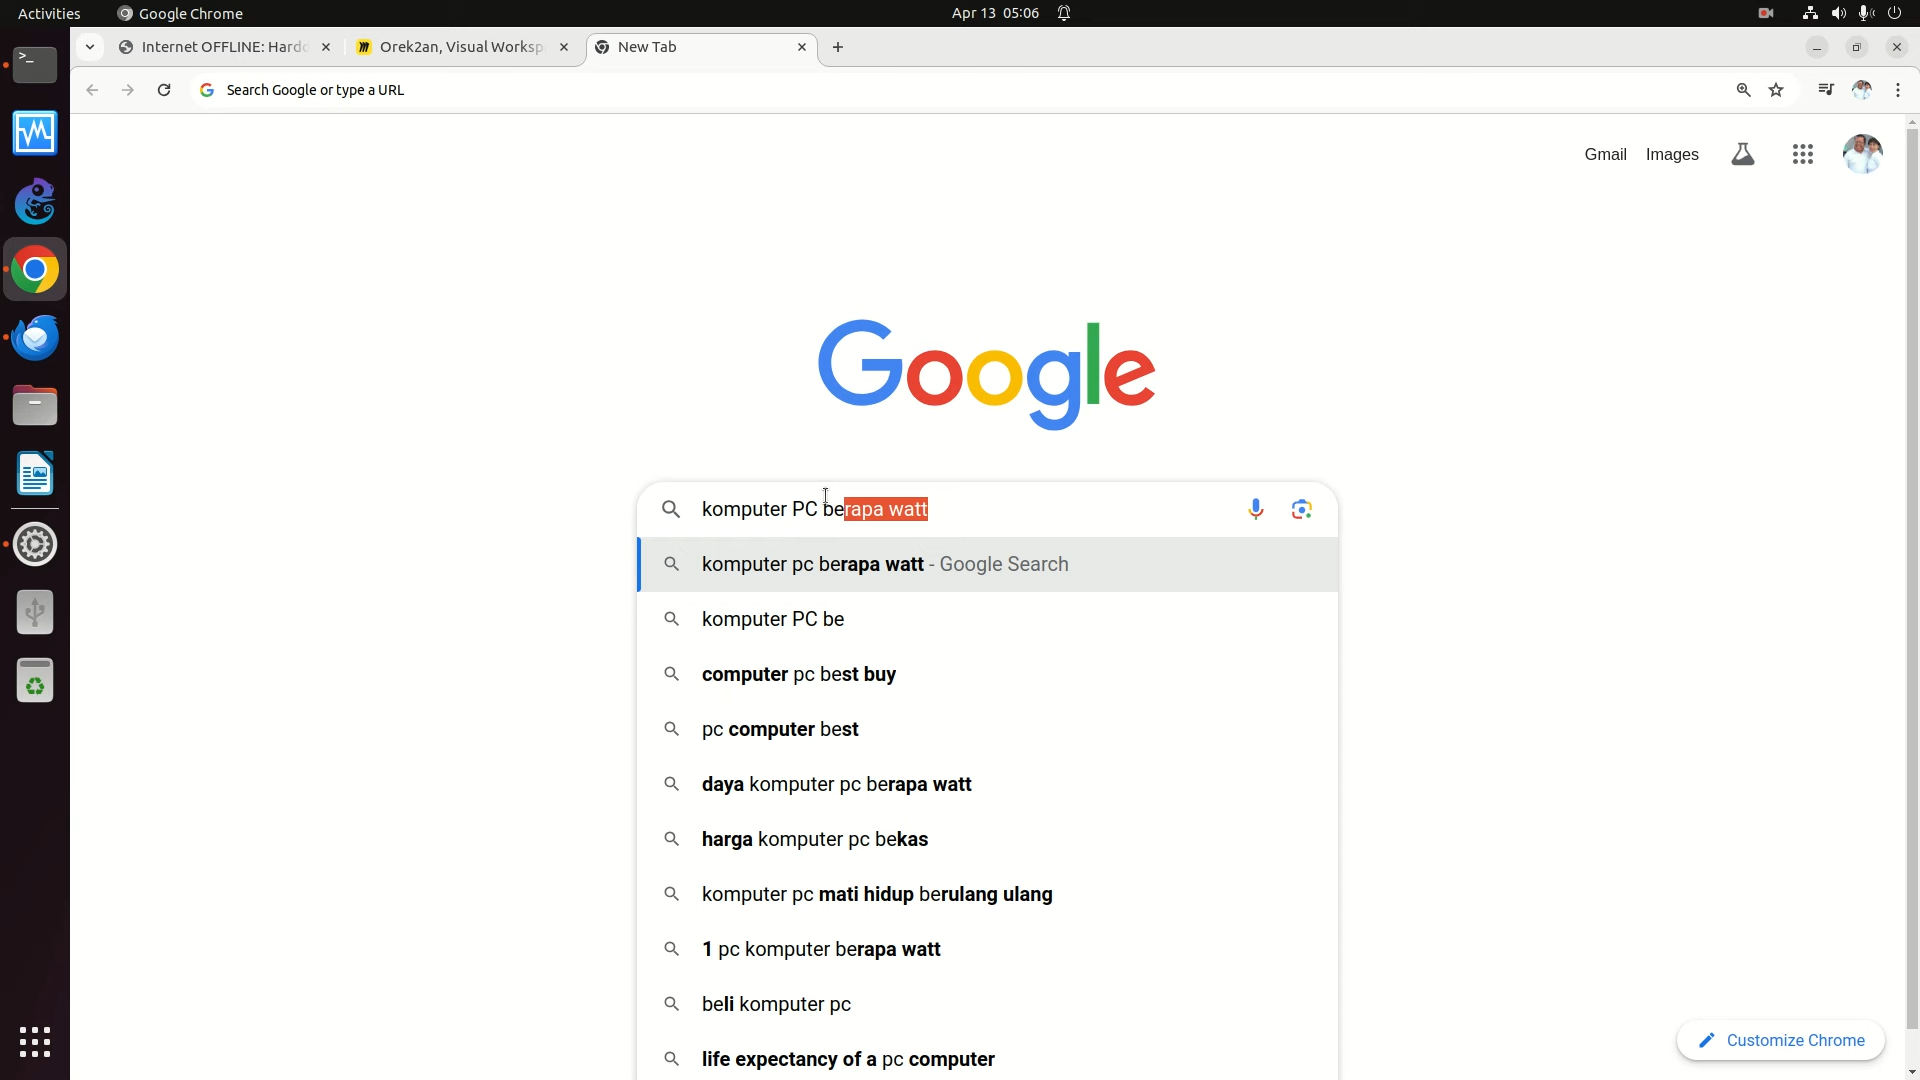 Activities
Google Chrome
Apr 13 05:06
Internet OFFLINE: Hard
Orek2an, Visual Worksp
New Tab
Search Google or type a URL
Gmail
Images
Google
komputer PC berapa watt
komputer pc berapa watt - Google Search
komputer PC be
computer pc best buy
pc computer best
daya komputer pc berapa watt
harga komputer pc bekas
komputer pc mati hidup berulang ulang
1 pc komputer berapa watt
beli komputer pc
life expectancy of a pc computer
Customize Chrome